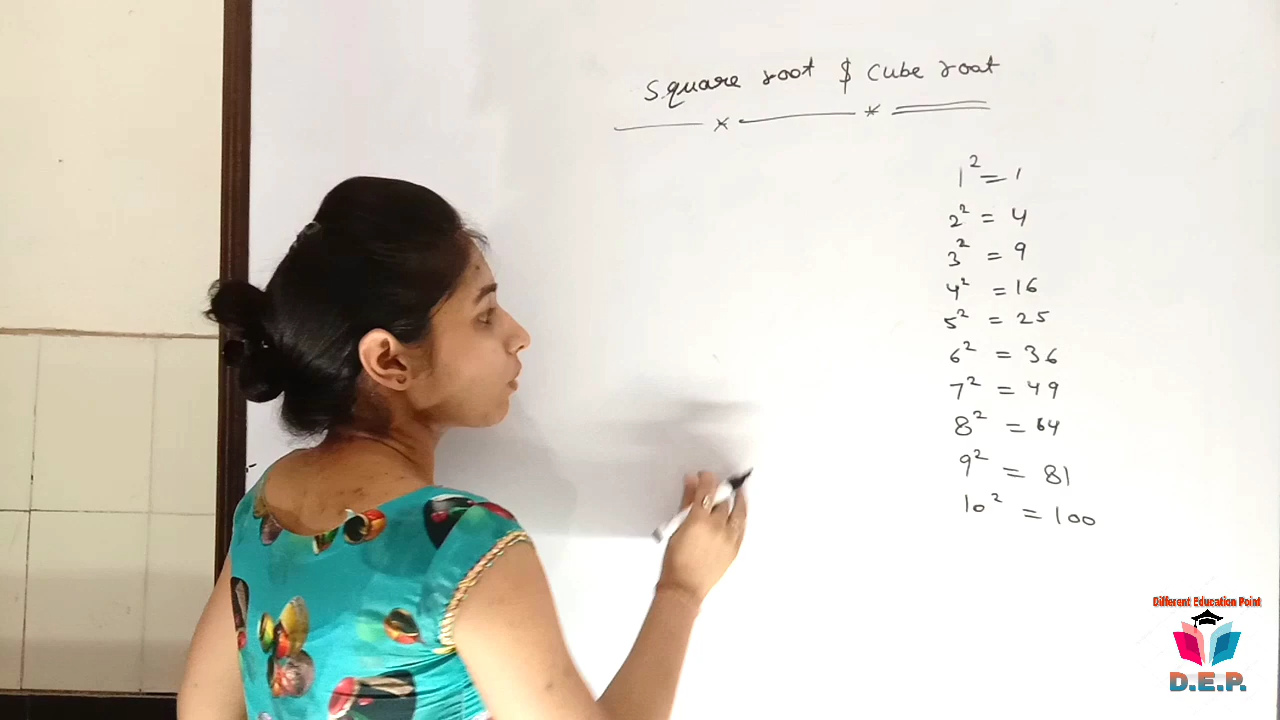 Square root $ Cube root
1² = 1
2² = 4
3² = 9
4² = 16
5² = 25
6² = 36
7² = 49
8² = 64
9² = 81
10² = 100
Different Education Point
D.E.P.